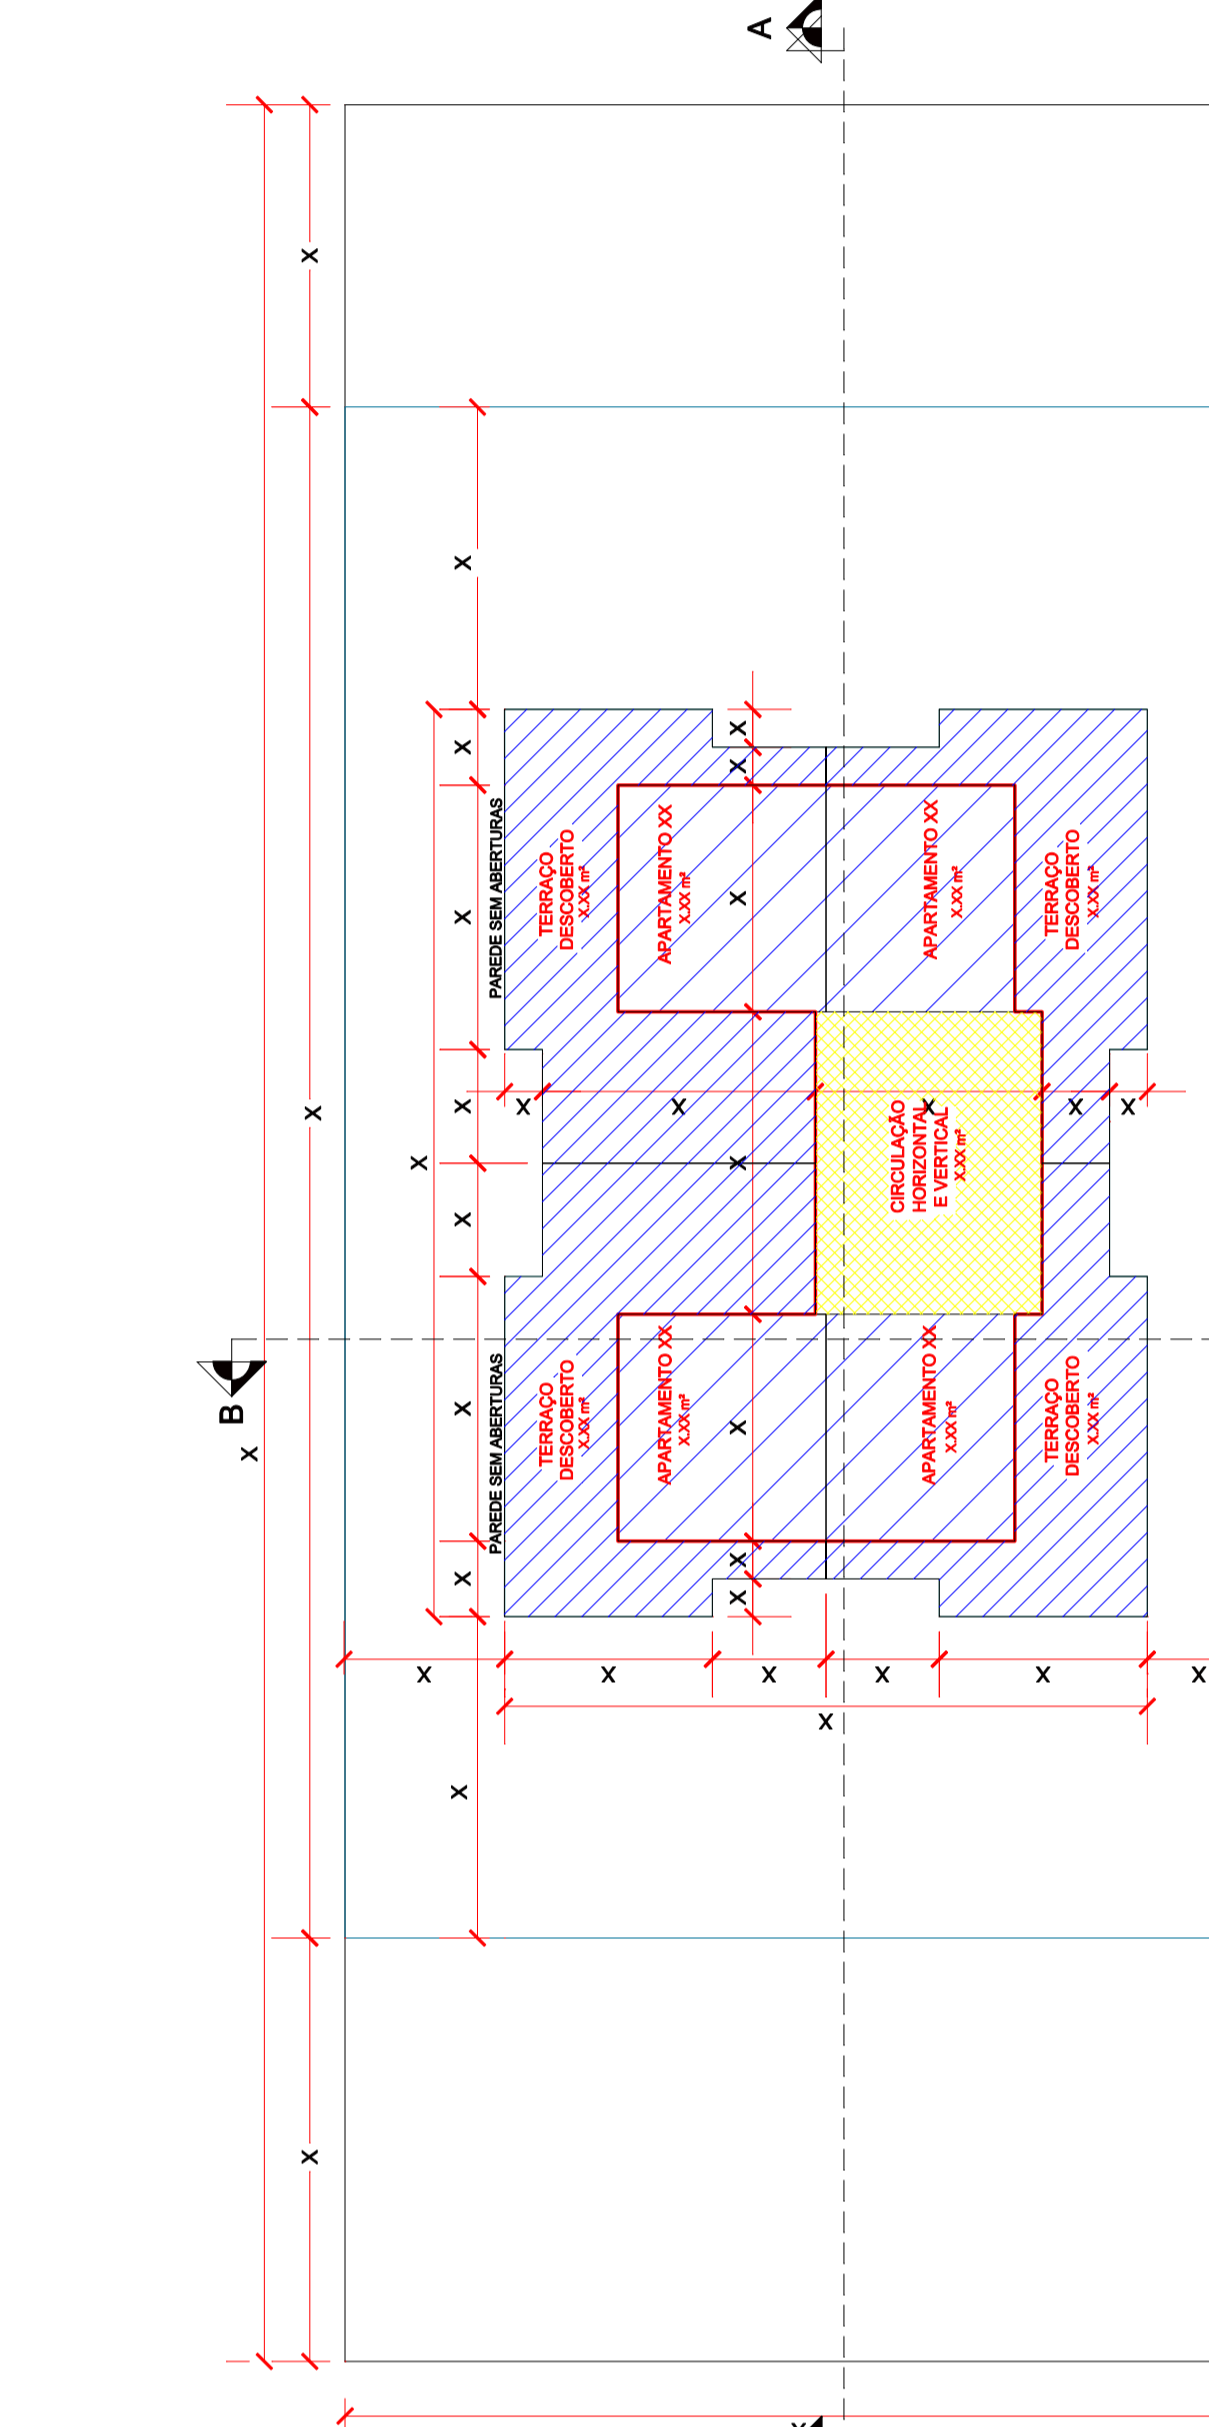 A
X
X
X
X
X
X
X
X
PAREDE SEM ABERTURAS
TERRAÇO
DESCOBERTO
X.XX m²
APARTAMENTO XX
X.XX m²
X
APARTAMENTO XX
X.XX m²
TERRAÇO
DESCOBERTO
X.XX m²
X
X
X
X
X
X
X
X
X
X
CIRCULAÇÃO
HORIZONTAL
E VERTICAL
X.XX m²
B
X
X
X
PAREDE SEM ABERTURAS
TERRAÇO
DESCOBERTO
X.XX m²
APARTAMENTO XX
X.XX m²
X
APARTAMENTO XX
X.XX m²
TERRAÇO
DESCOBERTO
X.XX m²
X
X
X
X
X
X
X
X
X
X
X